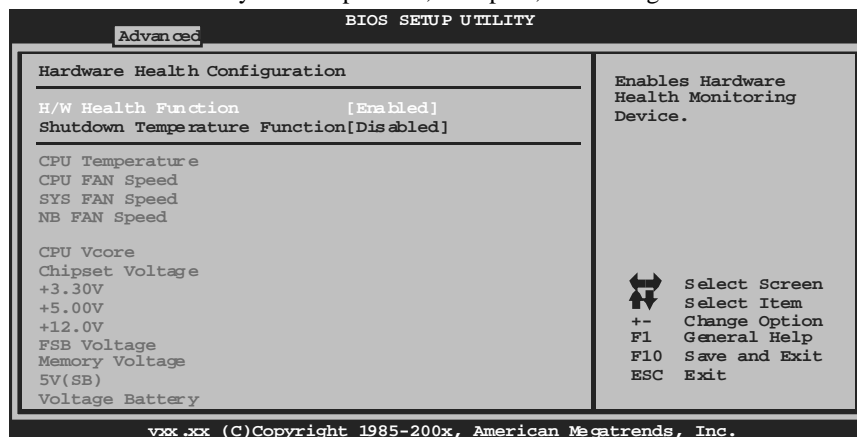 BIOS SETUP UTILITY
Advanced
Hardware Health Configuration
H/W Health Function [Enabled]
Shutdown Temperature Function[Disabled]
CPU Temperature
CPU FAN Speed
SYS FAN Speed
NB FAN Speed
CPU Vcore
Chipset Voltage
+3.30V
+5.00V
+12.0V
FSB Voltage
Memory Voltage
5V(SB)
Voltage Battery
Enables Hardware
Health Monitoring
Device.
Select Screen
Select Item
+- Change Option
F1 General Help
F10 Save and Exit
ESC Exit
vxx.xx (C)Copyright 1985-200x, American Megatrends, Inc.